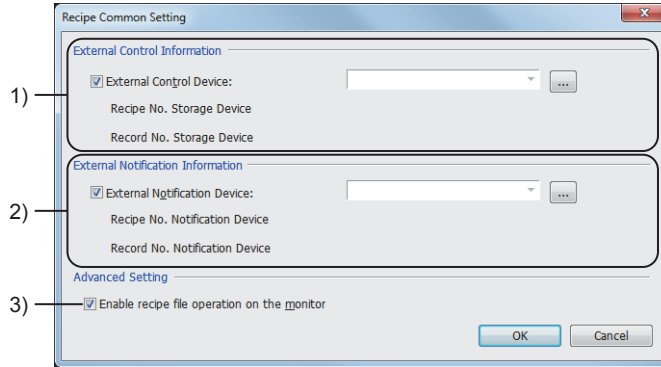 Recipe Common Setting
External Control Information
1)
External Control Device:
...
Recipe No. Storage Device
Record No. Storage Device
External Notification Information
External Notification Device:
...
2)
Recipe No. Notification Device
Record No. Notification Device
Advanced Setting
3)
Enable recipe file operation on the monitor
OK Cancel